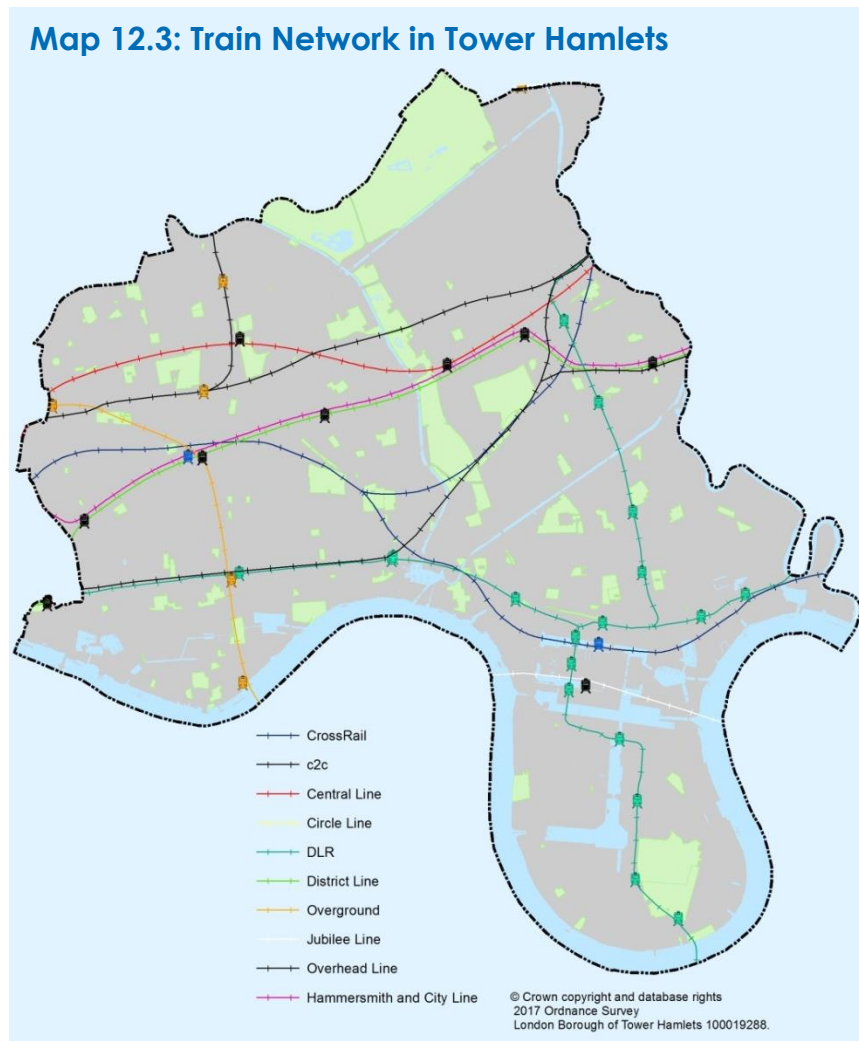 Map 12.3: Train Network in Tower Hamlets
CrossRail
c2c
Central Line
Circle Line
DLR
District Line
Overground
Jubilee Line
Overhead Line
Hammersmith and City Line
© Crown copyright and database rights
2017 Ordnance Survey
London Borough of Tower Hamlets 100019288.